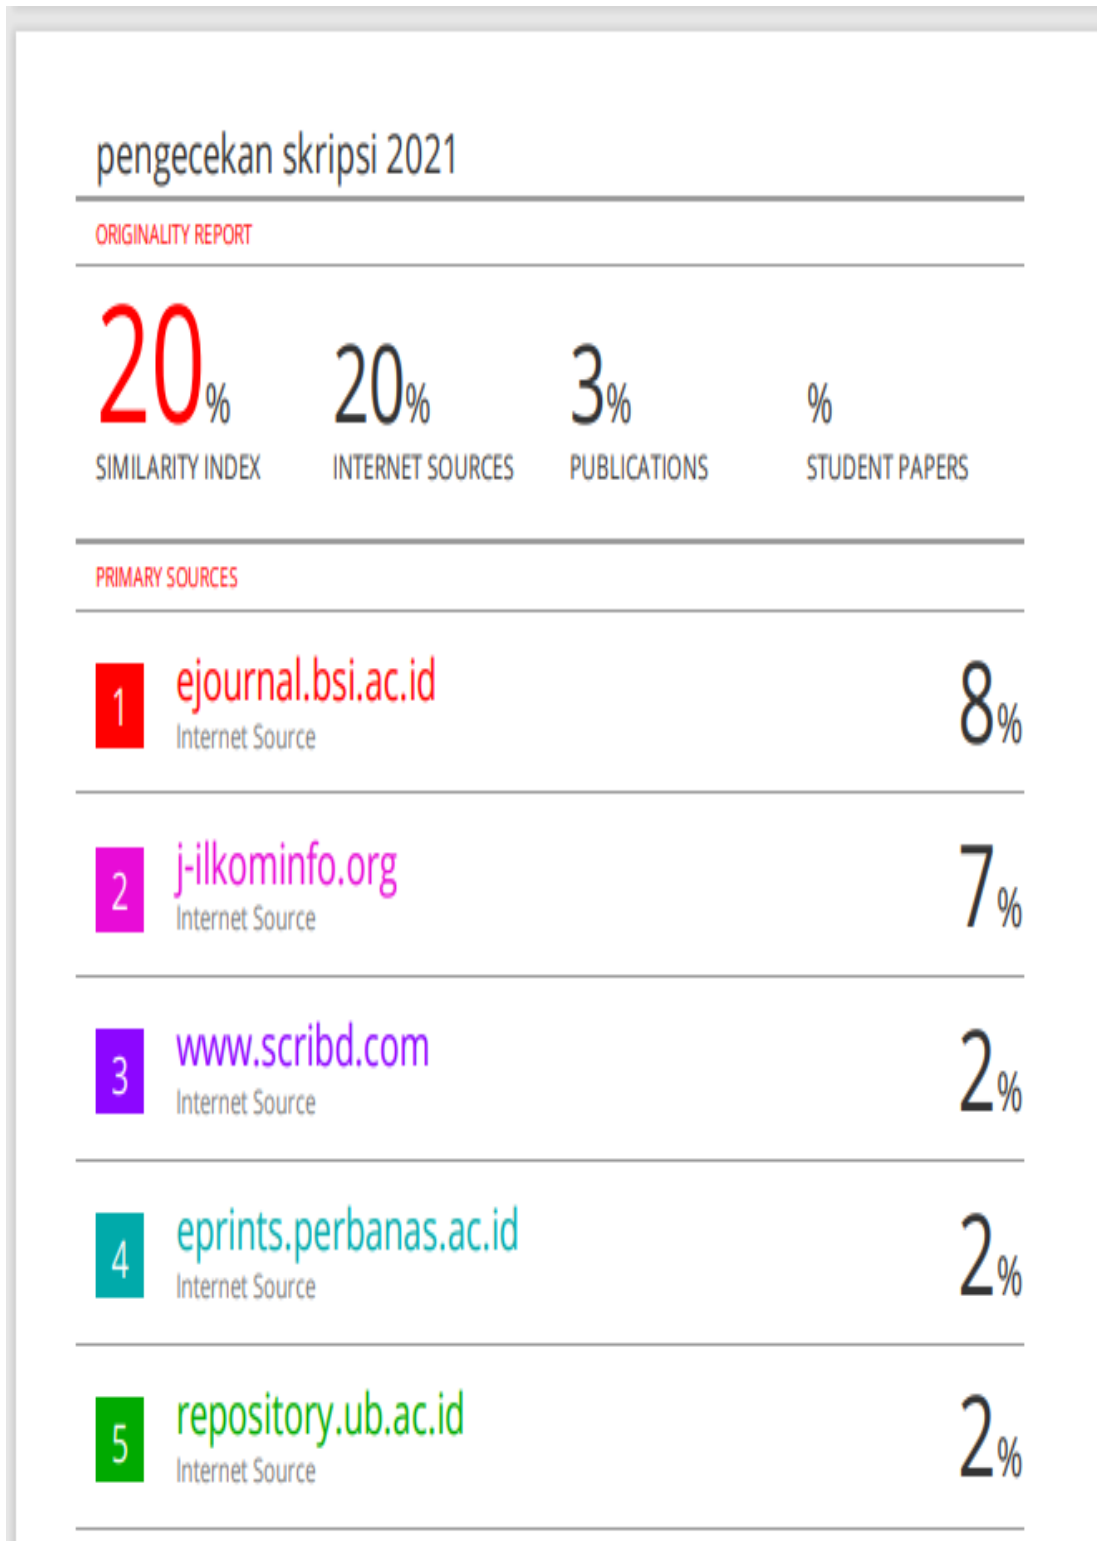 pengecekan skripsi 2021
ORIGINALITY REPORT
20% 20% 3% %
SIMILARITY INDEX INTERNET SOURCES PUBLICATIONS STUDENT PAPERS
PRIMARY SOURCES
1 ejournal.bsi.ac.id 8%
Internet Source
2 j-ilkominfo.org 7%
Internet Source
3 www.scribd.com 2%
Internet Source
4 eprints.perbanas.ac.id 2%
Internet Source
5 repository.ub.ac.id 2%
Internet Source